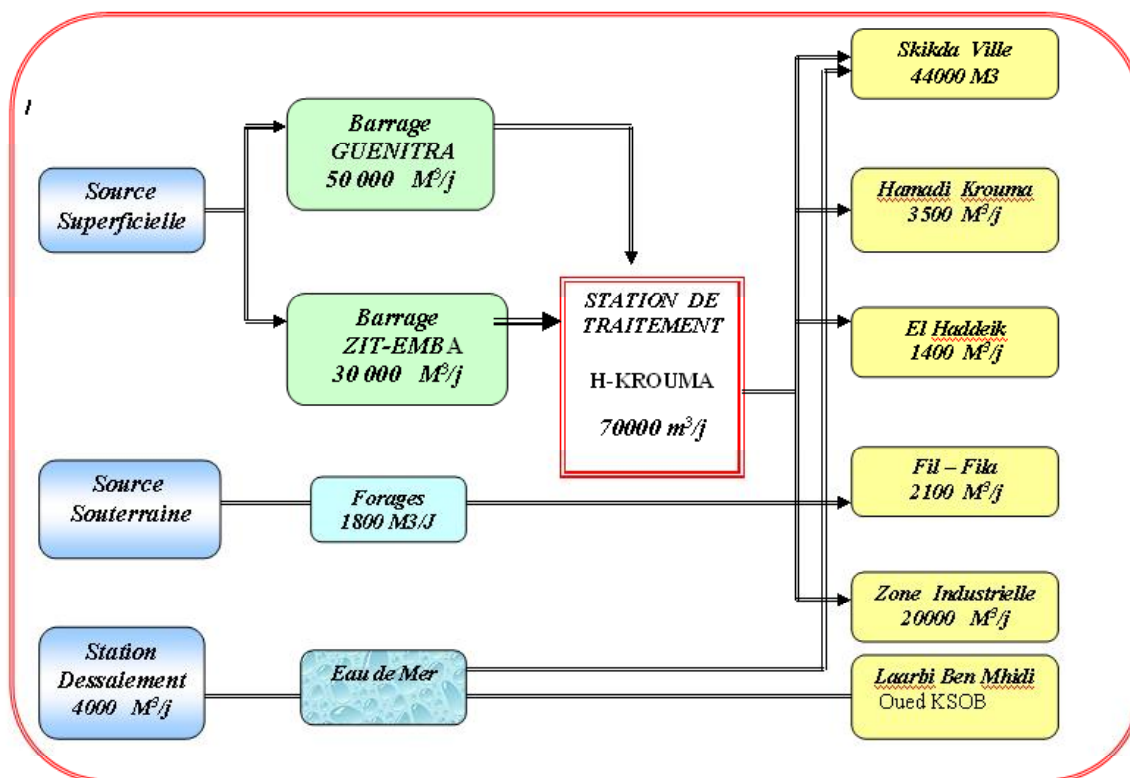 Source
Superficielle
Barrage
GUENITRA
50 000 M³/j
Barrage
ZIT-EMBA
30 000 M³/j
STATION DE
TRAITEMENT
H-KROUMA
70000 m³/j
Source
Souterraine
Forages
1800 M3/J
Station
Dessalement
4000 M³/j
Eau de Mer
Skikda Ville
44000 M3
Hamadi Krouma
3500 M³/j
El Haddeik
1400 M³/j
Fil – Fila
2100 M³/j
Zone Industrielle
20000 M³/j
Laarbi Ben Mhidi
Oued KSOB